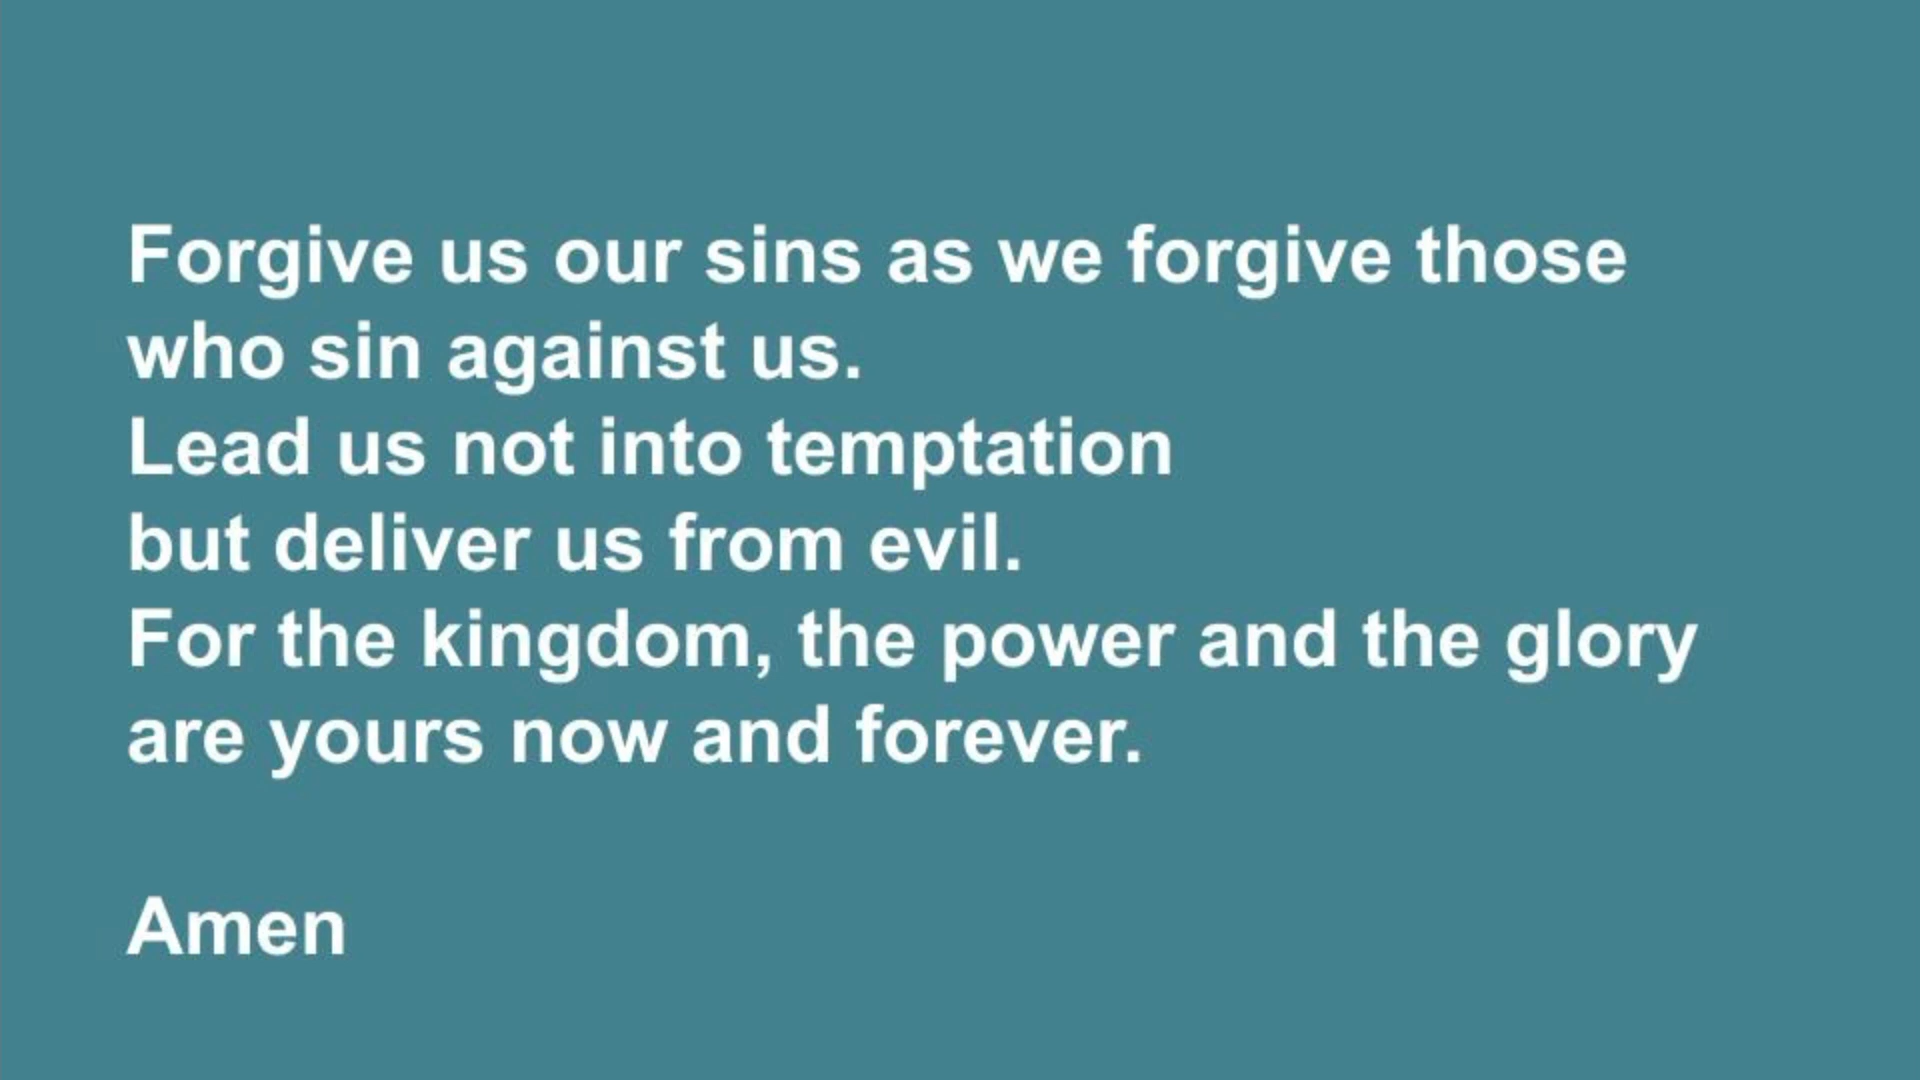 Forgive us our sins as we forgive those
who sin against us.
Lead us not into temptation
but deliver us from evil.
For the kingdom, the power and the glory
are yours now and forever.
Amen